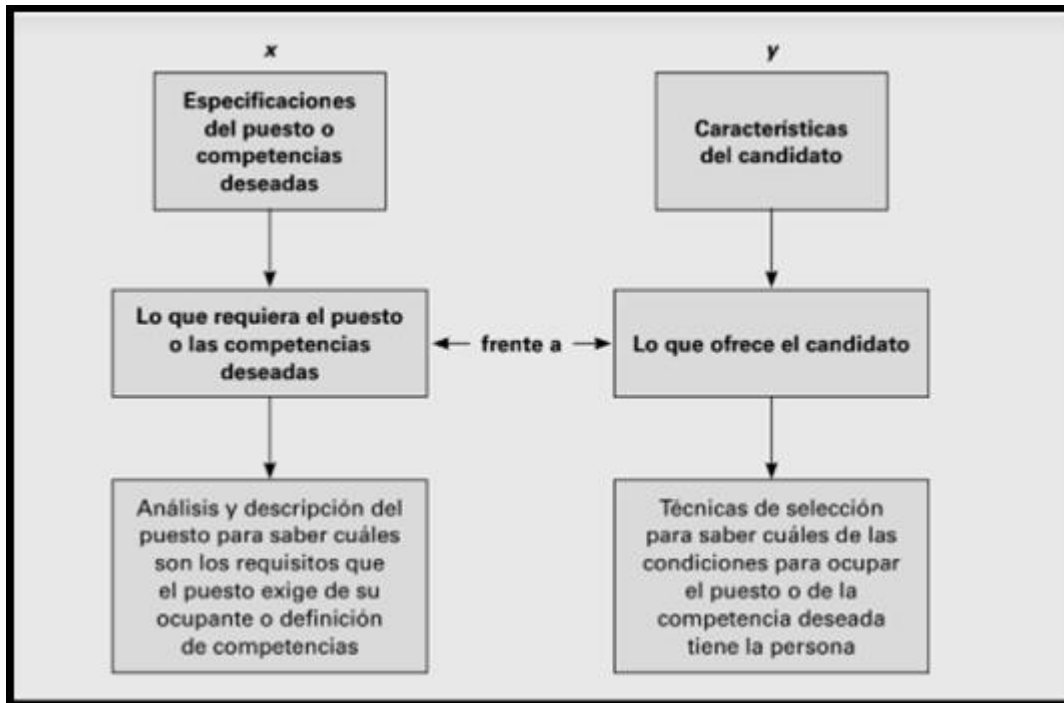 x
Especificaciones
del puesto o
competencias
deseadas
y
Características
del candidato
Lo que requiera el puesto
o las competencias
deseadas
frente a
Lo que ofrece el candidato
Análisis y descripción del
puesto para saber cuáles
son los requisitos que
el puesto exige de su
ocupante o definición
de competencias
Técnicas de selección
para saber cuáles de las
condiciones para ocupar
el puesto o de la
competencia deseada
tiene la persona